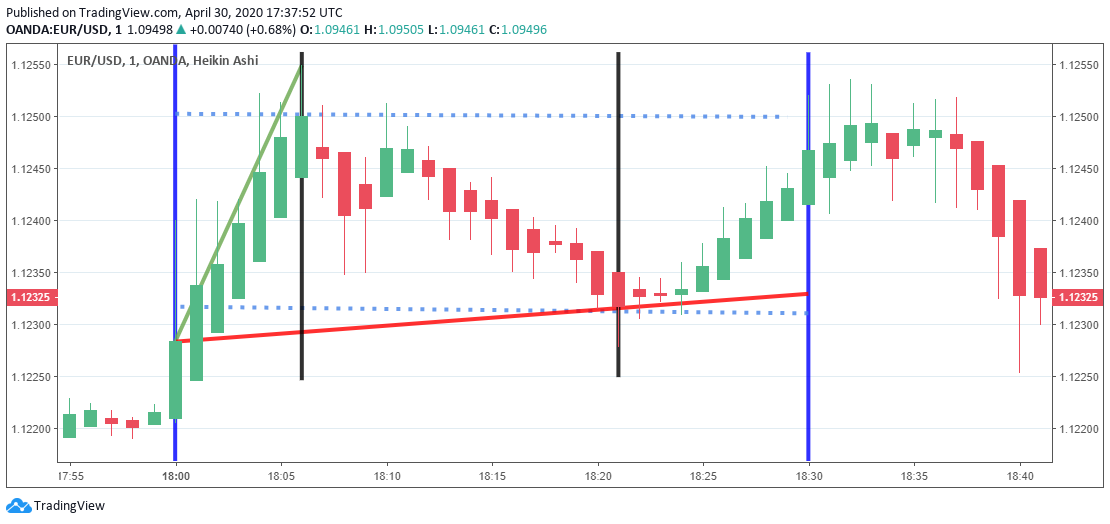 Published on TradingView.com, April 30, 2020 17:37:52 UTC
OANDA:EUR/USD, 1 1.09498 ▲ +0.00740 (+0.68%) O:1.09461 H:1.09505 L:1.09461 C:1.09496
EUR/USD, 1, OANDA, Heikin Ashi
1.12550 1.12550
1.12500 1.12500
1.12450 1.12450
1.12400 1.12400
1.12350 1.12350
1.12325 1.12325
1.12300 1.12300
1.12250 1.12250
1.12200 1.12200
17:55 18:00 18:05 18:10 18:15 18:20 18:25 18:30 18:35 18:40
TradingView